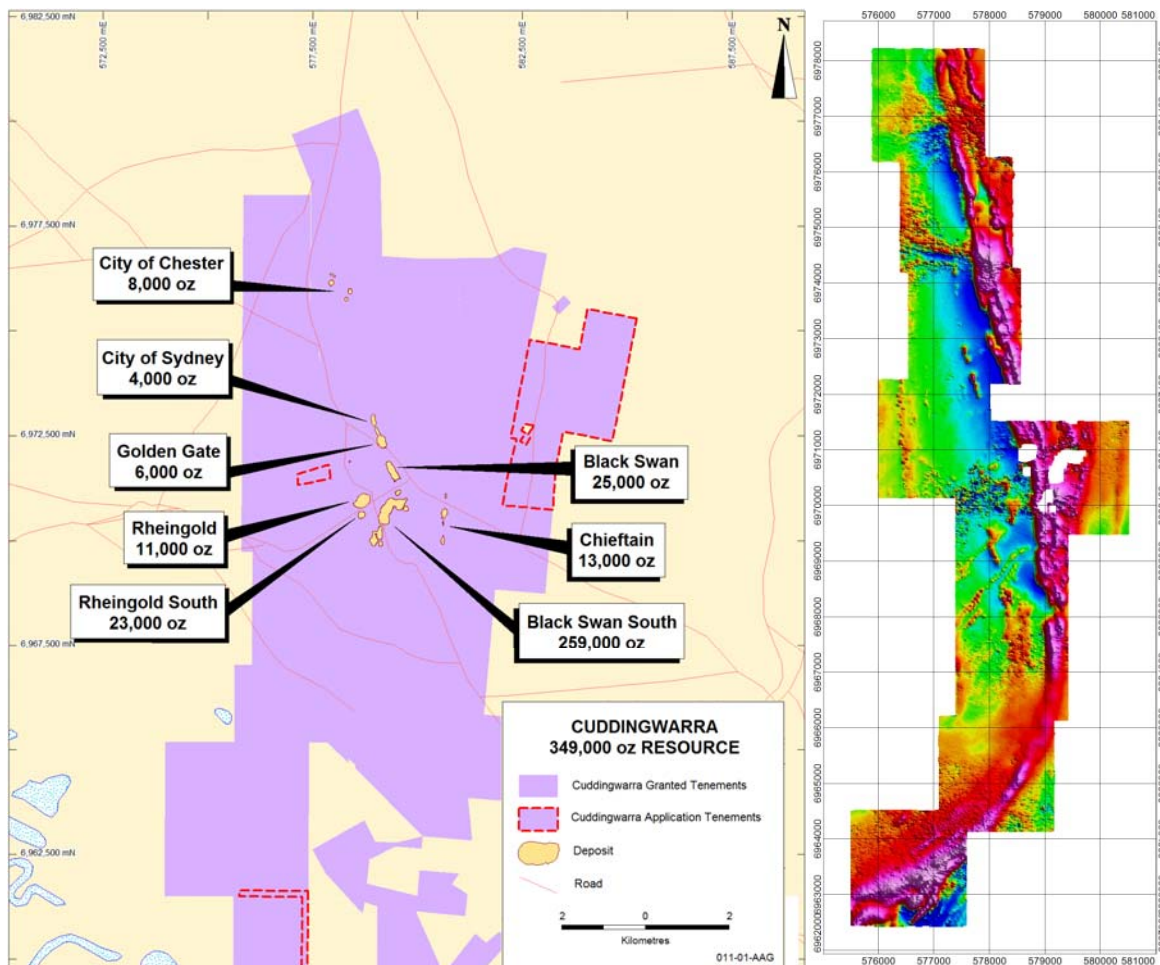 6,982,500 mN
572,500 mE
577,500 mE
582,500 mE
587,500 mE
N
6,977,500 mN
City of Chester
8,000 oz
City of Sydney
4,000 oz
6,972,500 mN
Golden Gate
6,000 oz
Black Swan
25,000 oz
Rheingold
11,000 oz
Chieftain
13,000 oz
Rheingold South
23,000 oz
Black Swan South
259,000 oz
6,967,500 mN
CUDDINGWARRA
349,000 oz RESOURCE
Cuddingwarra Granted Tenements
Cuddingwarra Application Tenements
Deposit
Road
6,962,500 mN
2 0 2
Kilometres
011-01-AAG
576000 577000 578000 579000 580000 581000
6978000
6977000
6976000
6975000
6974000
6973000
6972000
6971000
6970000
6969000
6968000
6967000
6966000
6965000
6964000
6963000
6962000
576000 577000 578000 579000 580000 581000